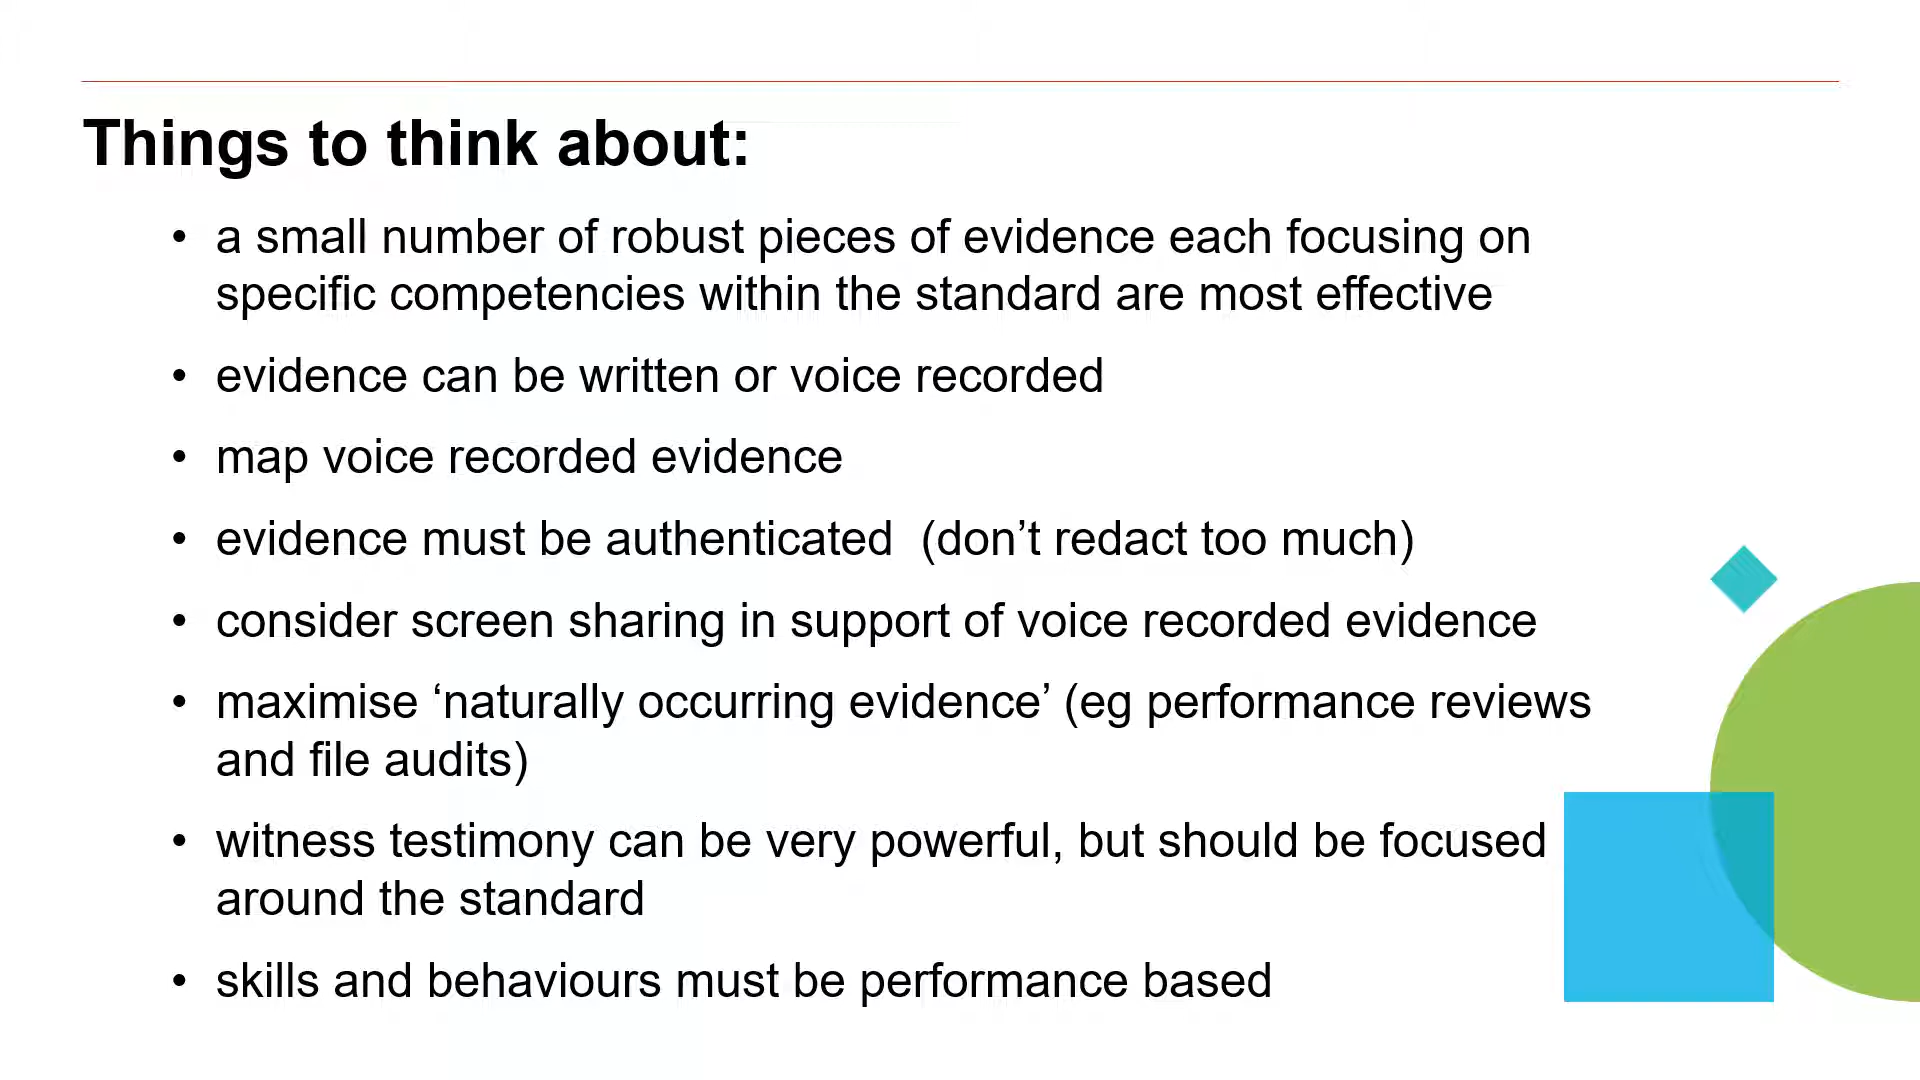 Things to think about:
• a small number of robust pieces of evidence each focusing on
specific competencies within the standard are most effective
• evidence can be written or voice recorded
• map voice recorded evidence
• evidence must be authenticated  (don’t redact too much)
• consider screen sharing in support of voice recorded evidence
• maximise ‘naturally occurring evidence’ (eg performance reviews
and file audits)
• witness testimony can be very powerful, but should be focused
around the standard
• skills and behaviours must be performance based